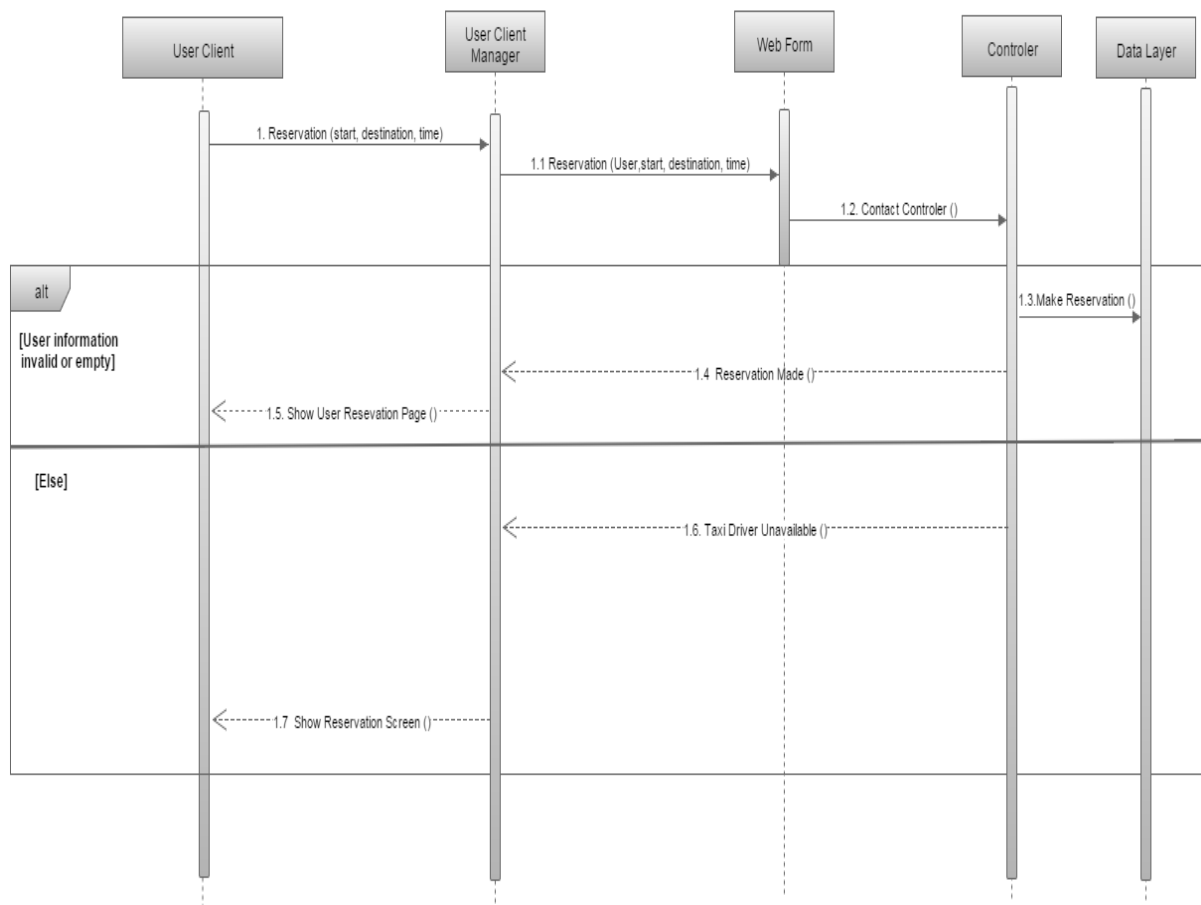 User Client
User Client
Manager
Web Form
Controler
Data Layer
1. Reservation (start, destination, time)
1.1 Reservation (User,start, destination, time)
1.2. Contact Controler ()
alt
1.3.Make Reservation ()
[User information
invalid or empty]
1.4 Reservation Made ()
1.5. Show User Resevation Page ()
[Else]
1.6. Taxi Driver Unavailable ()
1.7 Show Reservation Screen ()